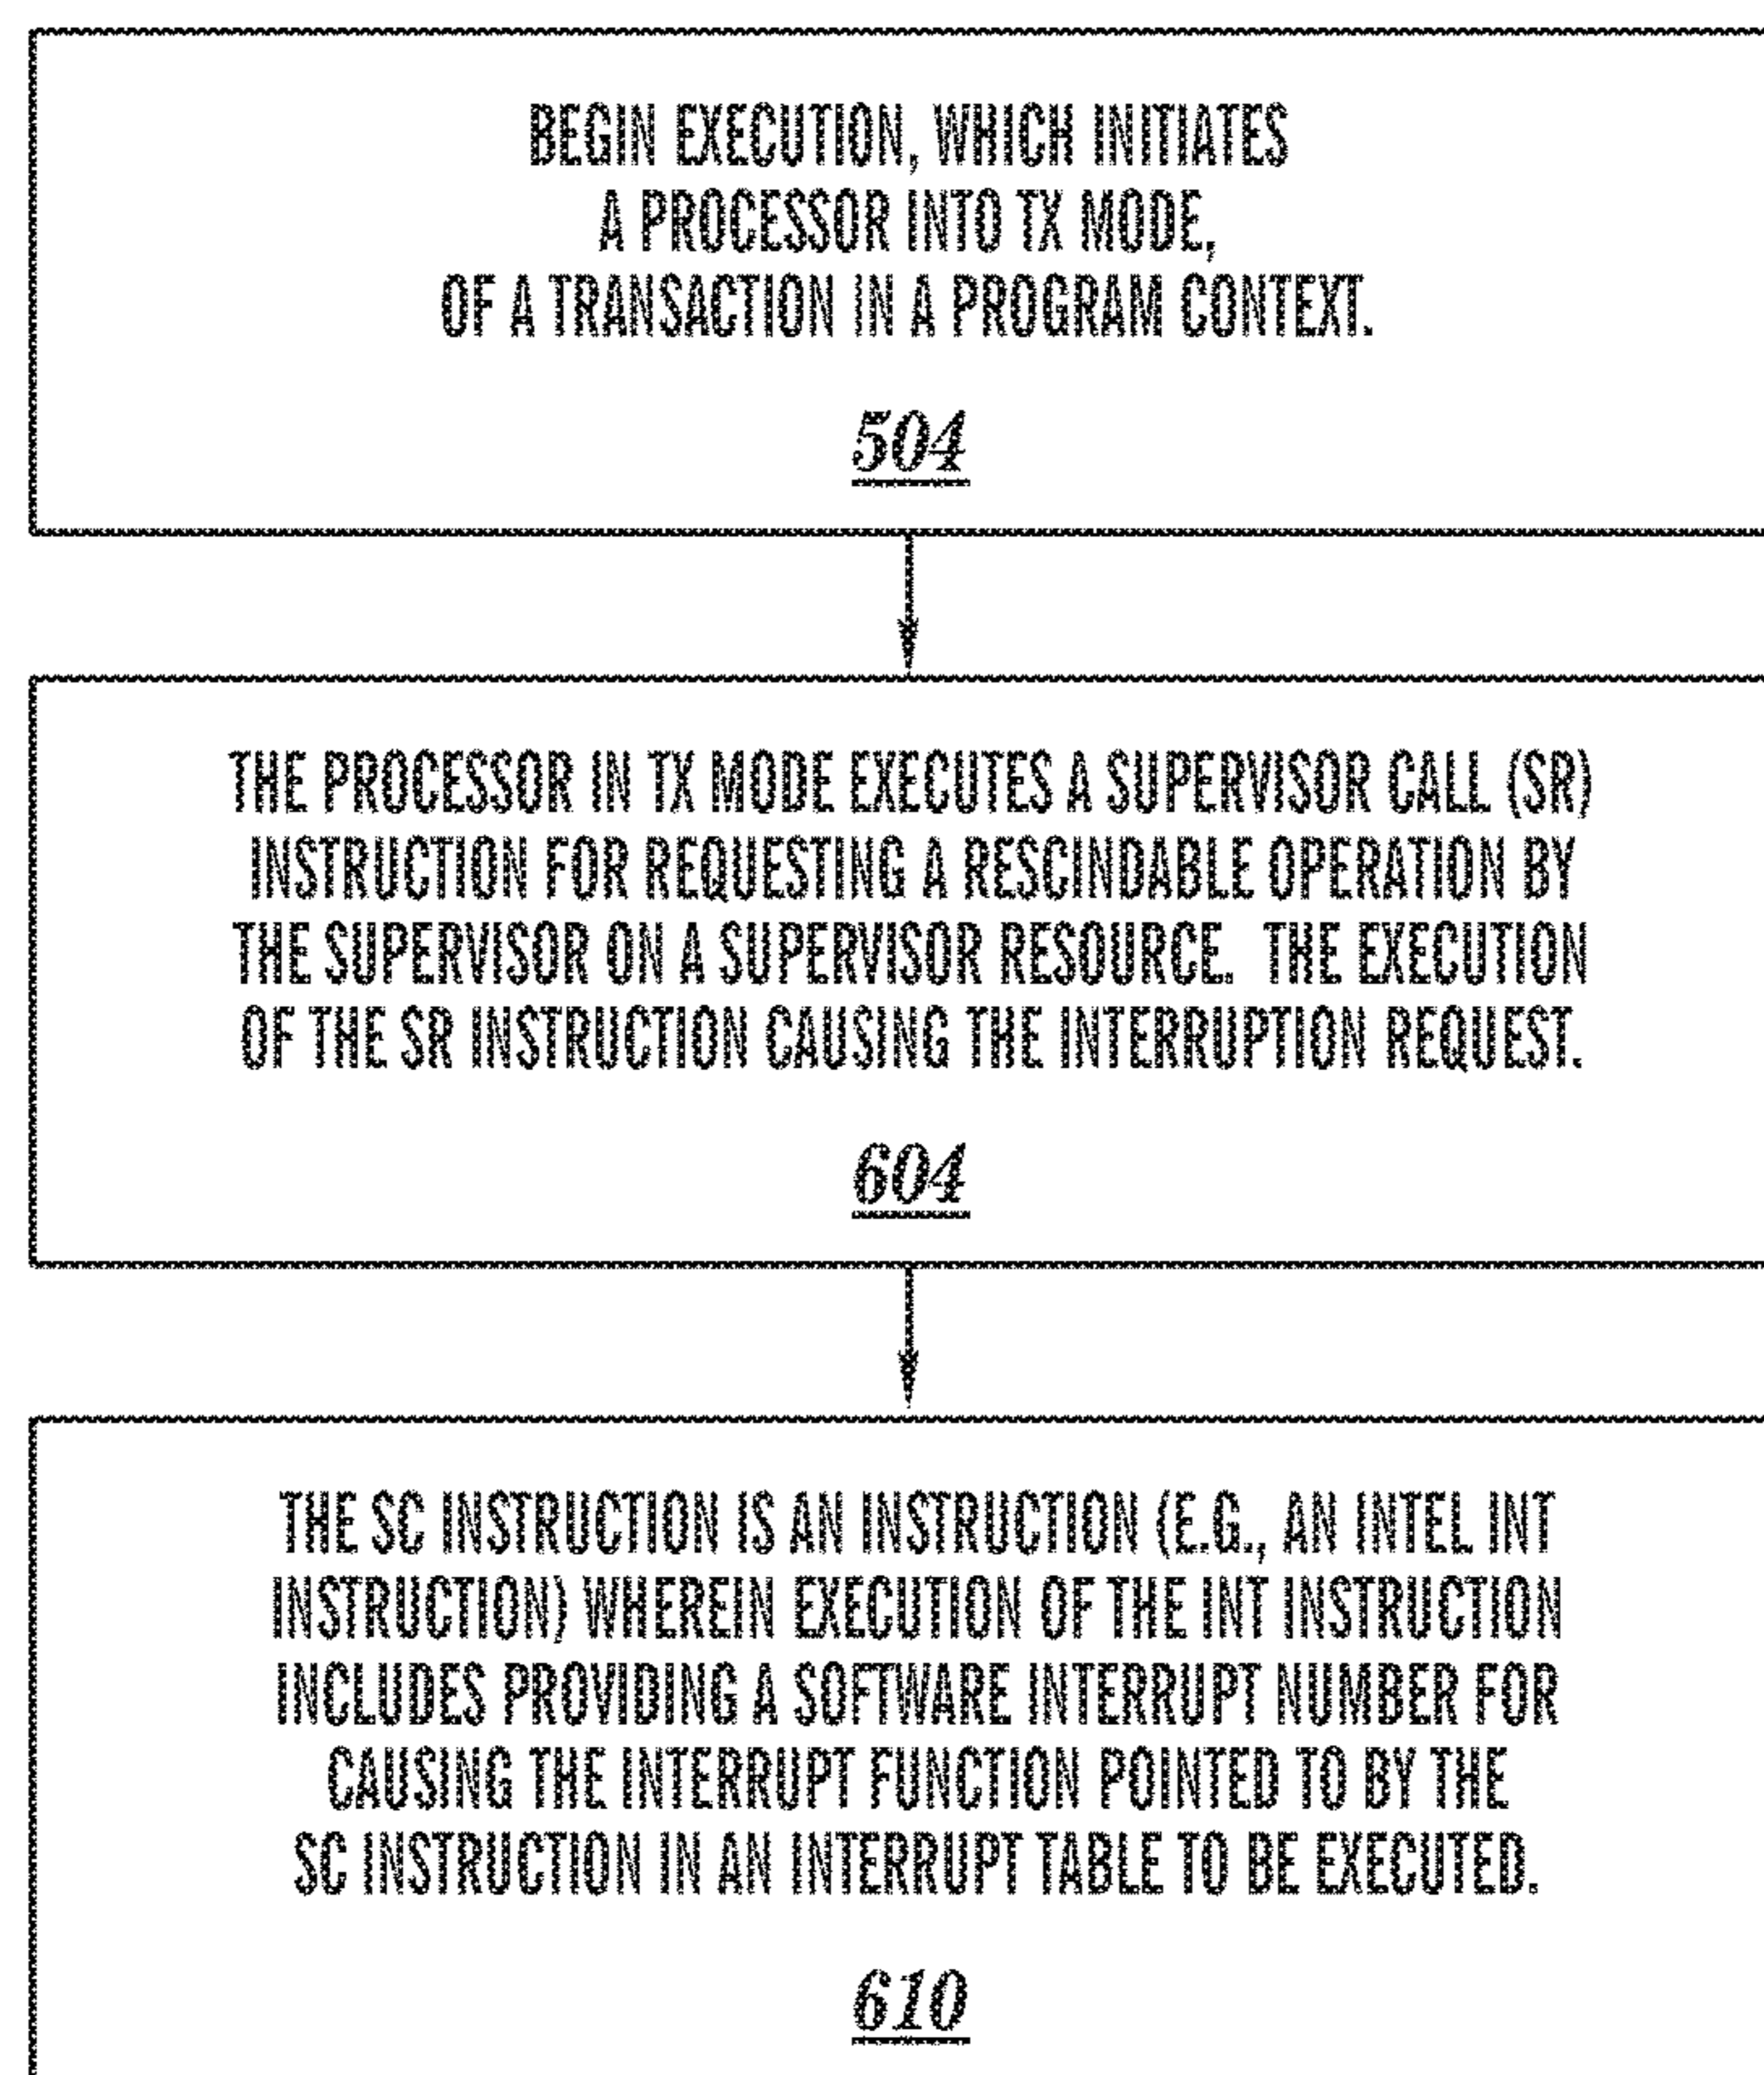 BEGIN EXECUTION, WHICH INITIATES
A PROCESSOR INTO TX MODE,
OF A TRANSACTION IN A PROGRAM CONTEXT.
504
THE PROCESSOR IN TX MODE EXECUTES A SUPERVISOR CALL (SR)
INSTRUCTION FOR REQUESTING A RESCINDABLE OPERATION BY
THE SUPERVISOR ON A SUPERVISOR RESOURCE. THE EXECUTION
OF THE SR INSTRUCTION CAUSING THE INTERRUPTION REQUEST.
604
THE SC INSTRUCTION IS AN INSTRUCTION (E.G., AN INTEL INT
INSTRUCTION) WHEREIN EXECUTION OF THE INT INSTRUCTION
INCLUDES PROVIDING A SOFTWARE INTERRUPT NUMBER FOR
CAUSING THE INTERRUPT FUNCTION POINTED TO BY THE
SC INSTRUCTION IN AN INTERRUPT TABLE TO BE EXECUTED.
610